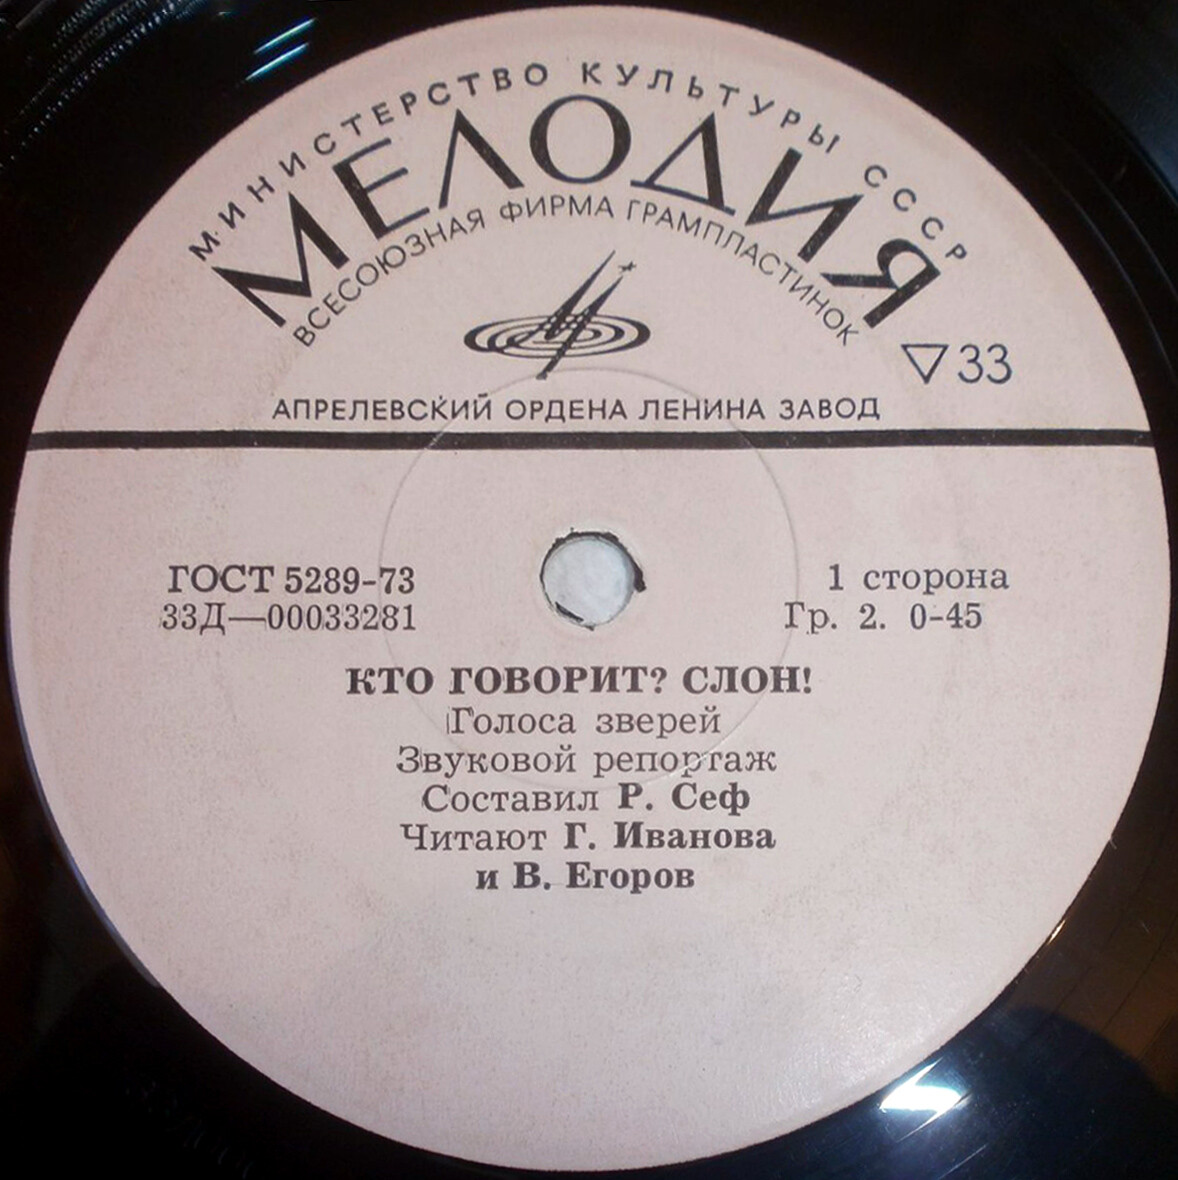 МИНИСТЕРСТВО КУЛЬТУРЫ СССР
МЕЛОДИЯ
ВСЕСОЮЗНАЯ ФИРМА ГРАМПЛАСТИНОК
33
АПРЕЛЕВСКИЙ ОРДЕНА ЛЕНИНА ЗАВОД
ГОСТ 5289-73
33Д—00033281
1 сторона
Гр. 2. 0-45
КТО ГОВОРИТ? СЛОН!
Голоса зверей
Звуковой репортаж
Составил Р. Сеф
Читают Г. Иванова
и В. Егоров